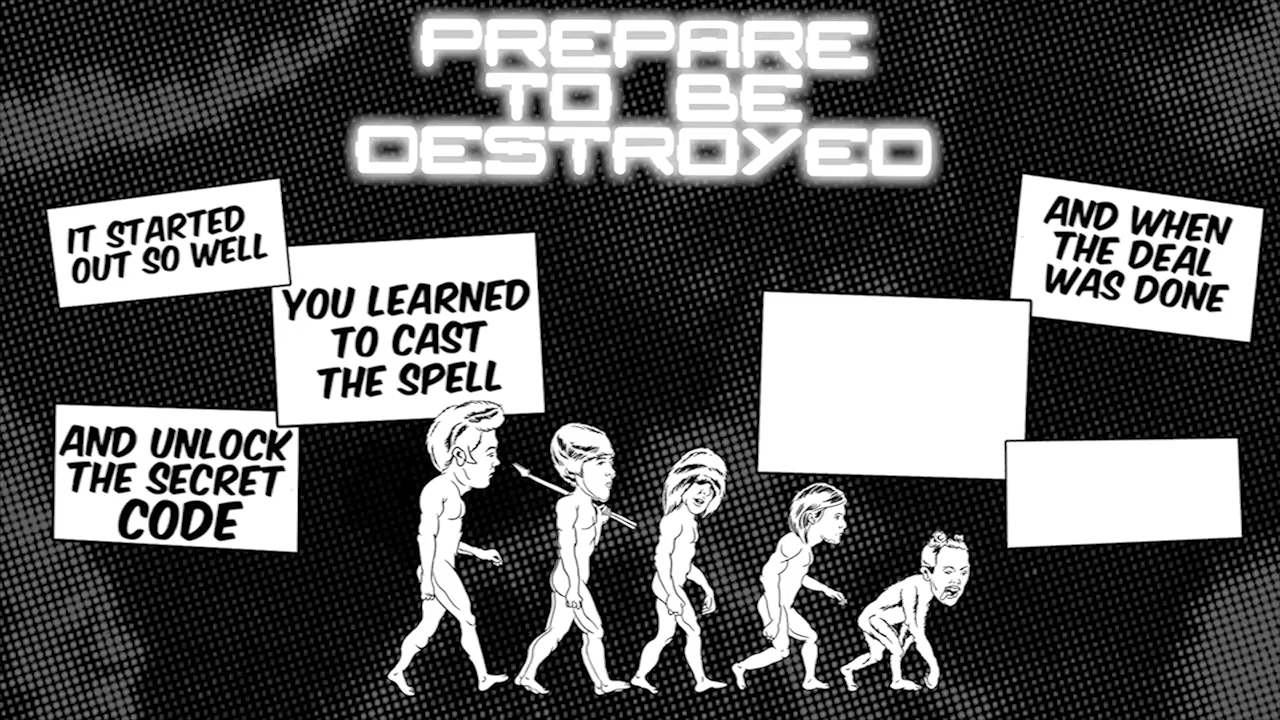 PREPARE
TO BE
DESTROYED
IT STARTED
OUT SO WELL
YOU LEARNED
TO CAST
THE SPELL
AND UNLOCK
THE SECRET
CODE
AND WHEN
THE DEAL
WAS DONE